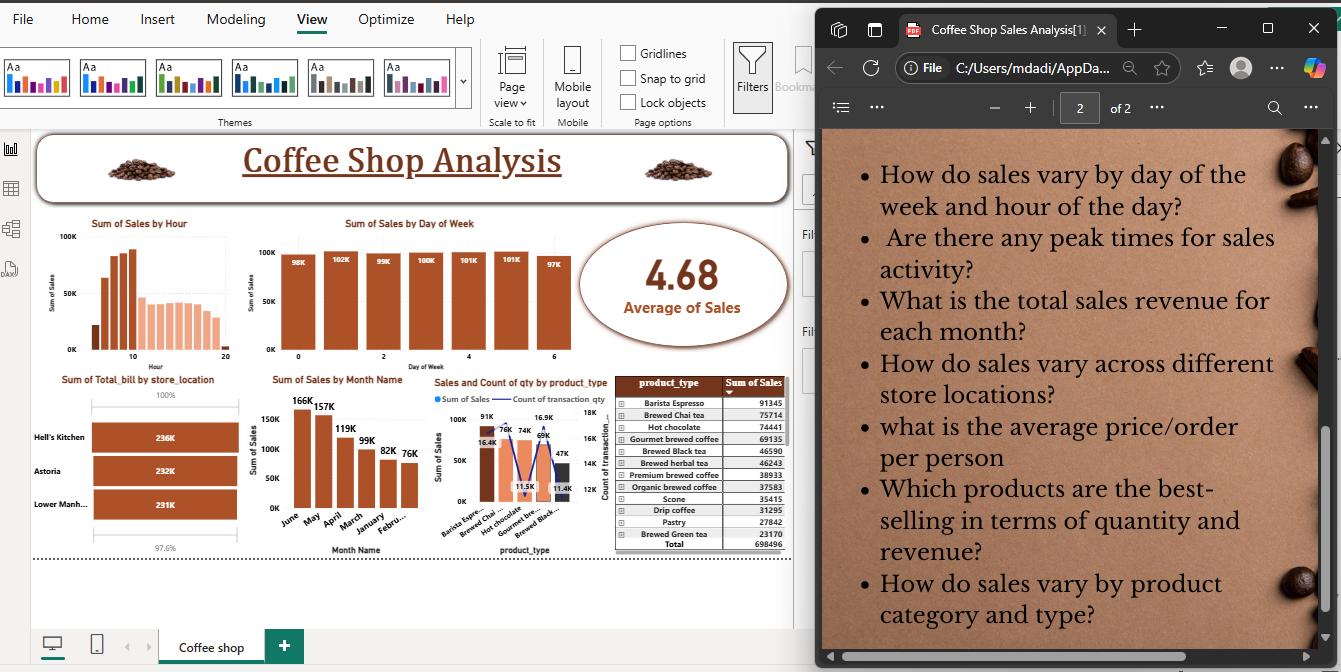 File Home Insert Modeling View Optimize Help
Aa Aa Aa Aa Aa Aa
Themes
Page view
Scale to fit
Mobile layout
Mobile
Gridlines
Snap to grid
Lock objects
Page options
Filters
Coffee Shop Analysis
Sum of Sales by Hour
Sum of Sales
100K
50K
0K
10 20
Hour
Sum of Sales by Day of Week
Sum of Sales
100K
50K
0K
98K 102K 99K 100K 101K 101K 97K
0 2 4 6
Day of Week
4.68
Average of Sales
Sum of Total_bill by store_location
100%
Hell's Kitchen 236K
Astoria 232K
Lower Manh... 231K
97.6%
Sum of Sales by Month Name
Sum of Sales
150K
100K
50K
0K
166K 157K 119K 99K 82K 76K
June May April March January Febru...
Month Name
Sales and Count of qty by product_type
Sum of Sales Count of transaction_qty
Sum of Sales
100K
50K
0K
91K 76K 74K 69K 47K
16.4K 11.5K 16.9K 11.4K
18K
16K
14K
12K
Count of transaction_...
Barista Espre... Brewed Chai ... Hot chocolate Gourmet bre... Brewed Black...
product_type
product_type Sum of Sales
Barista Espresso 91345
Brewed Chai tea 75714
Hot chocolate 74441
Gourmet brewed coffee 69135
Brewed Black tea 46590
Brewed herbal tea 46243
Premium brewed coffee 38933
Organic brewed coffee 37583
Scone 35415
Drip coffee 31295
Pastry 27842
Brewed Green tea 23170
Total 698496
DAX
Coffee shop
Coffee Shop Sales Analysis[1]
File C:/Users/mdadi/AppDa...
2 of 2
• How do sales vary by day of the
week and hour of the day?
• Are there any peak times for sales
activity?
• What is the total sales revenue for
each month?
• How do sales vary across different
store locations?
• what is the average price/order
per person
• Which products are the best-
selling in terms of quantity and
revenue?
• How do sales vary by product
category and type?